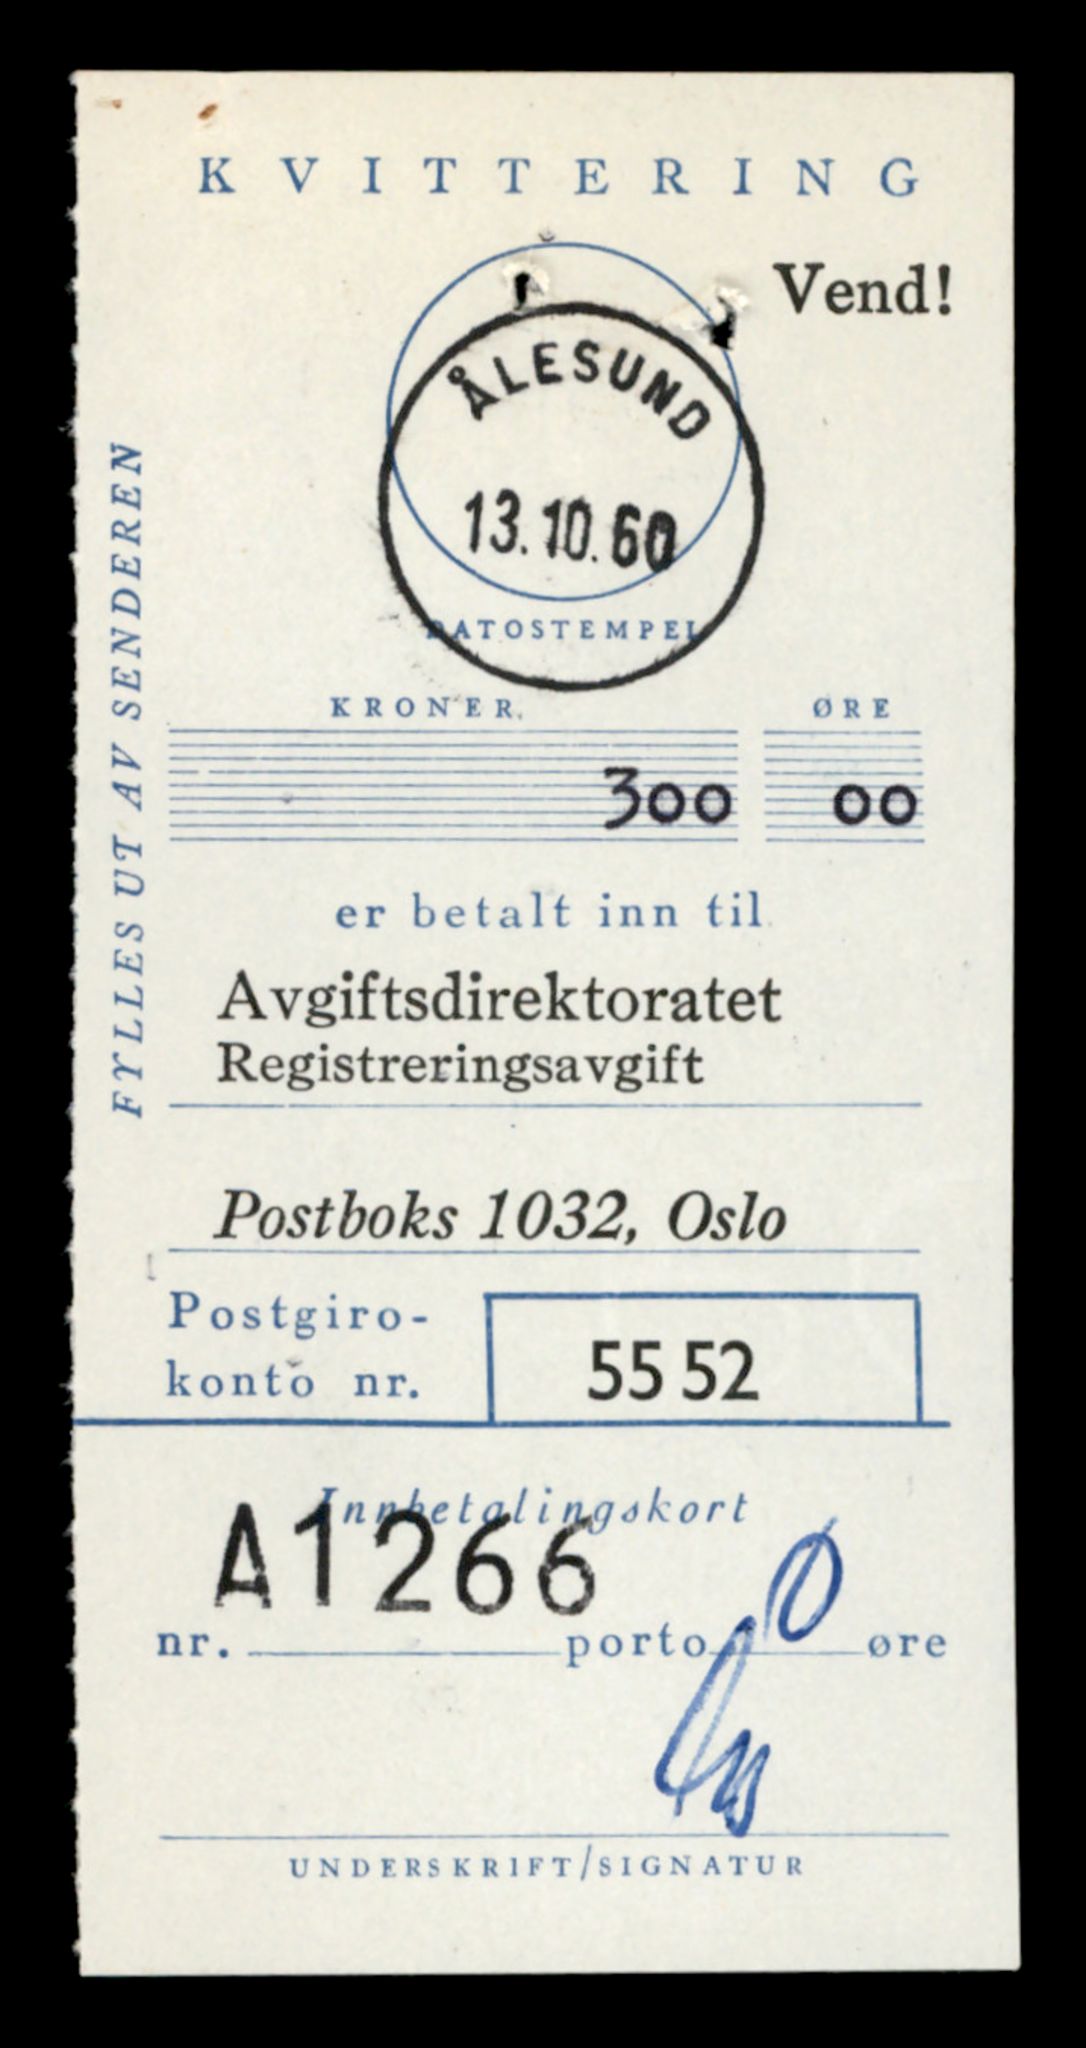 KVITTERING
Vend!
ÅLESUND
13.10.60
DATOSTEMPEL
FYLLES UT AV SENDEREN
KRONER ØRE
300 00
er betalt inn til
Avgiftsdirektoratet
Registreringsavgift
Postboks 1032, Oslo
Postgiro-
konto nr.
55 52
Innbetalingskort
A1266
nr. porto 0 øre
UNDERSKRIFT/SIGNATUR